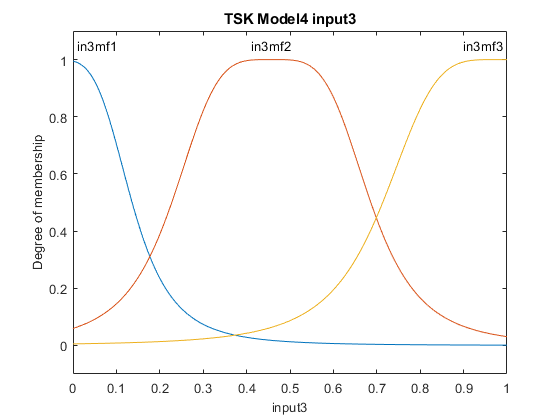 TSK Model4 input3
in3mf1 in3mf2 in3mf3
1
0.8
0.6
0.4
0.2
0
Degree of membership
0 0.1 0.2 0.3 0.4 0.5 0.6 0.7 0.8 0.9 1
input3